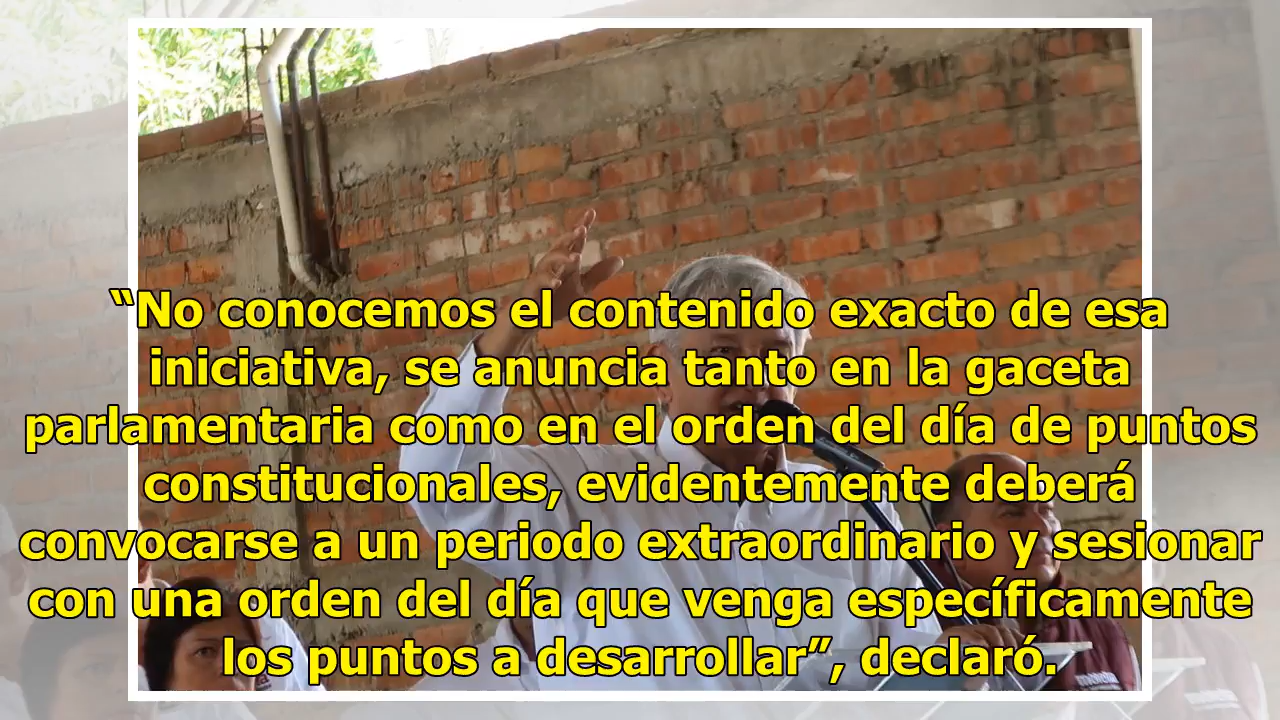 “No conocemos el contenido exacto de esa
iniciativa, se anuncia tanto en la gaceta
parlamentaria como en el orden del día de puntos
constitucionales, evidentemente deberá
convocarse a un periodo extraordinario y sesionar
con una orden del día que venga específicamente
los puntos a desarrollar”, declaró.